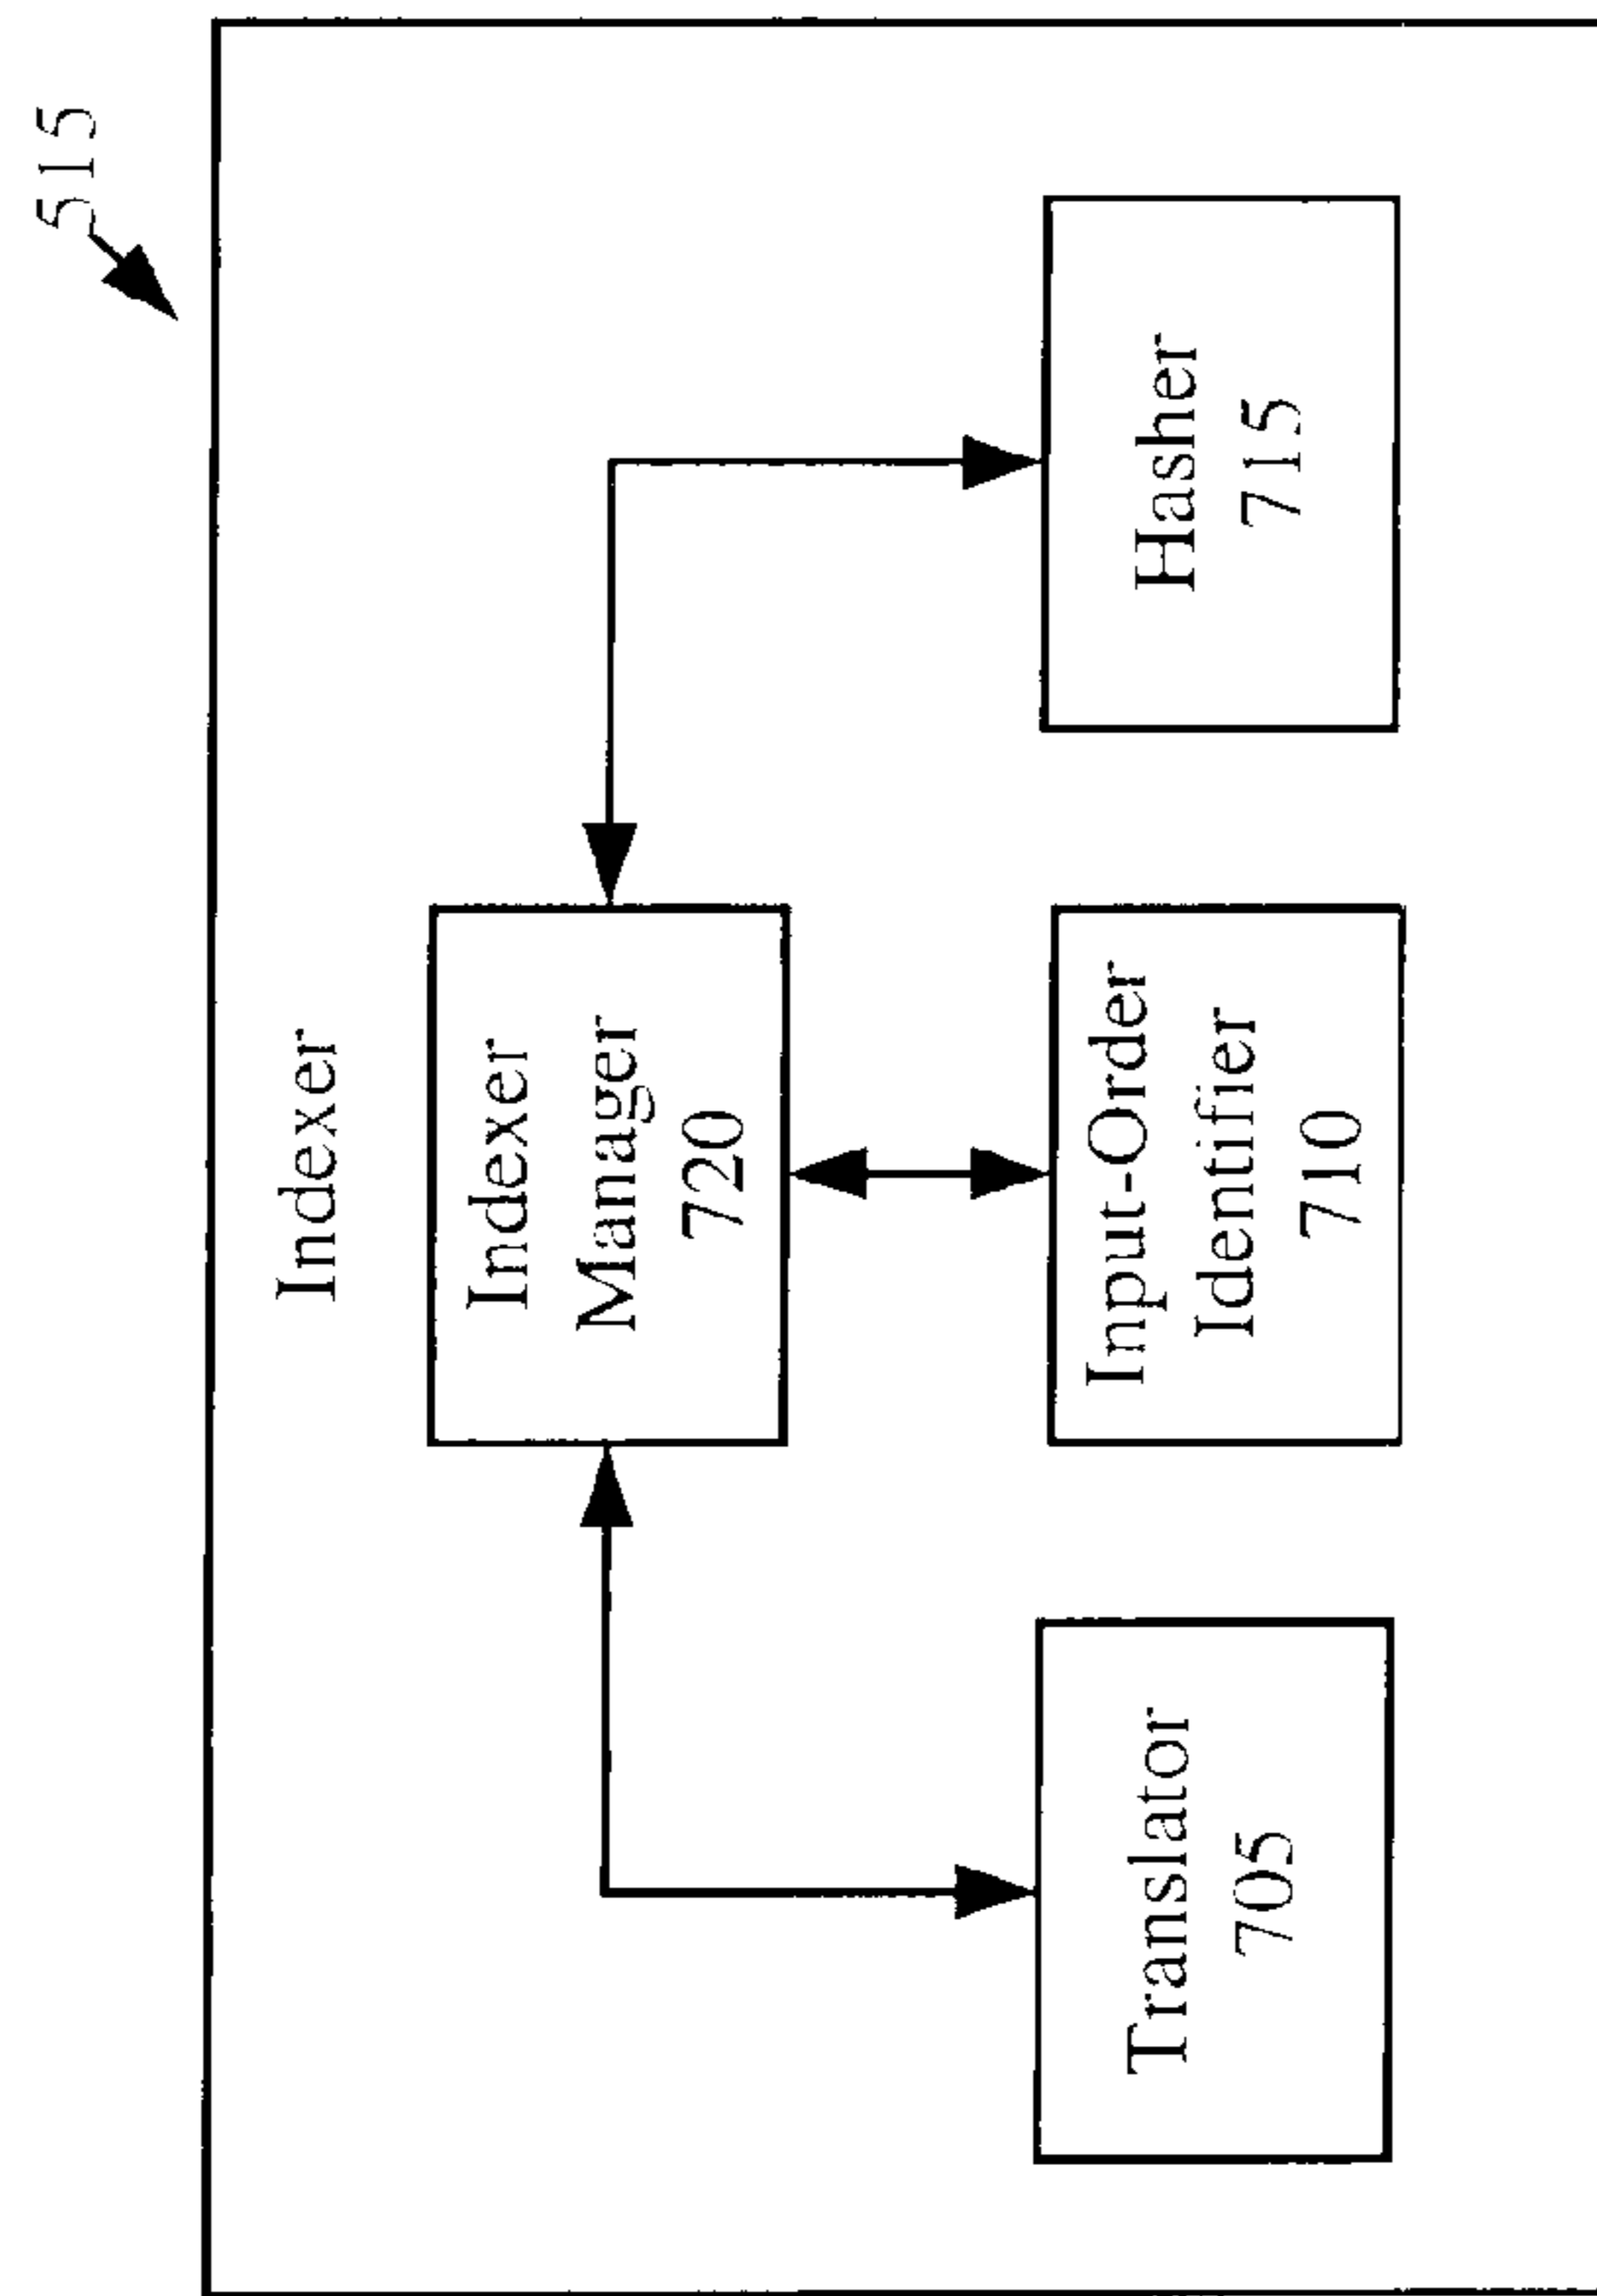 515
Indexer
Indexer
Manager
720
Translator
705
Input-Order
Identifier
710
Hasher
715